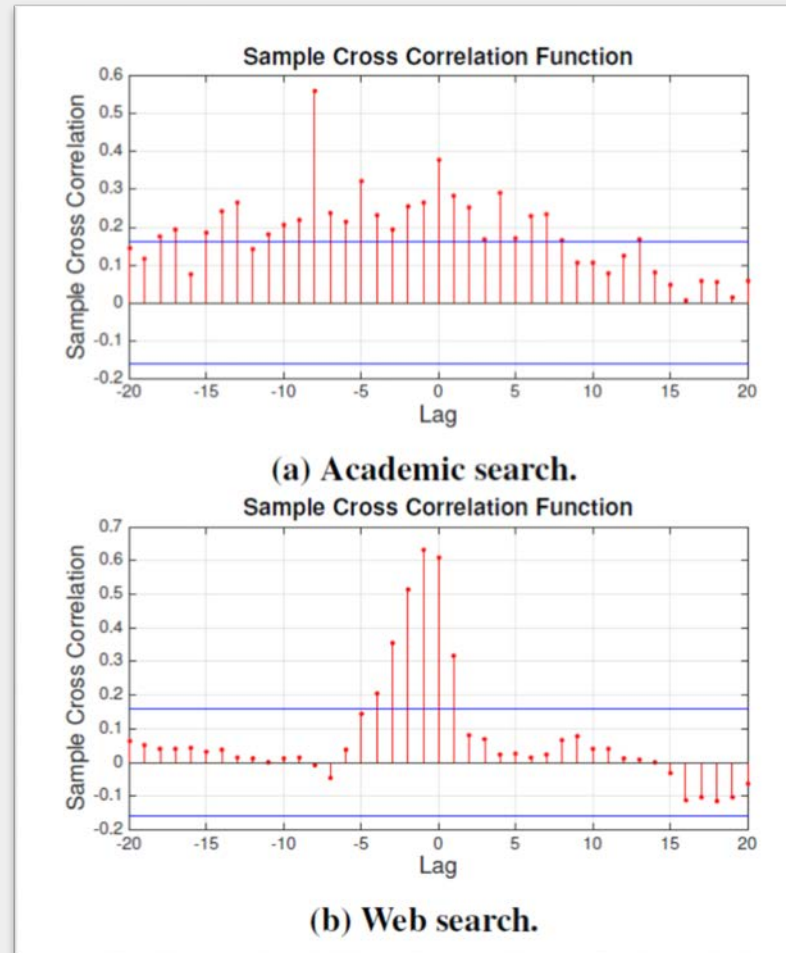 Sample Cross Correlation Function
Sample Cross Correlation
0.6
0.5
0.4
0.3
0.2
0.1
0
-0.1
-0.2
-20 -15 -10 -5 0 5 10 15 20
Lag
(a) Academic search.
Sample Cross Correlation Function
Sample Cross Correlation
0.7
0.6
0.5
0.4
0.3
0.2
0.1
0
-0.1
-0.2
-20 -15 -10 -5 0 5 10 15 20
Lag
(b) Web search.